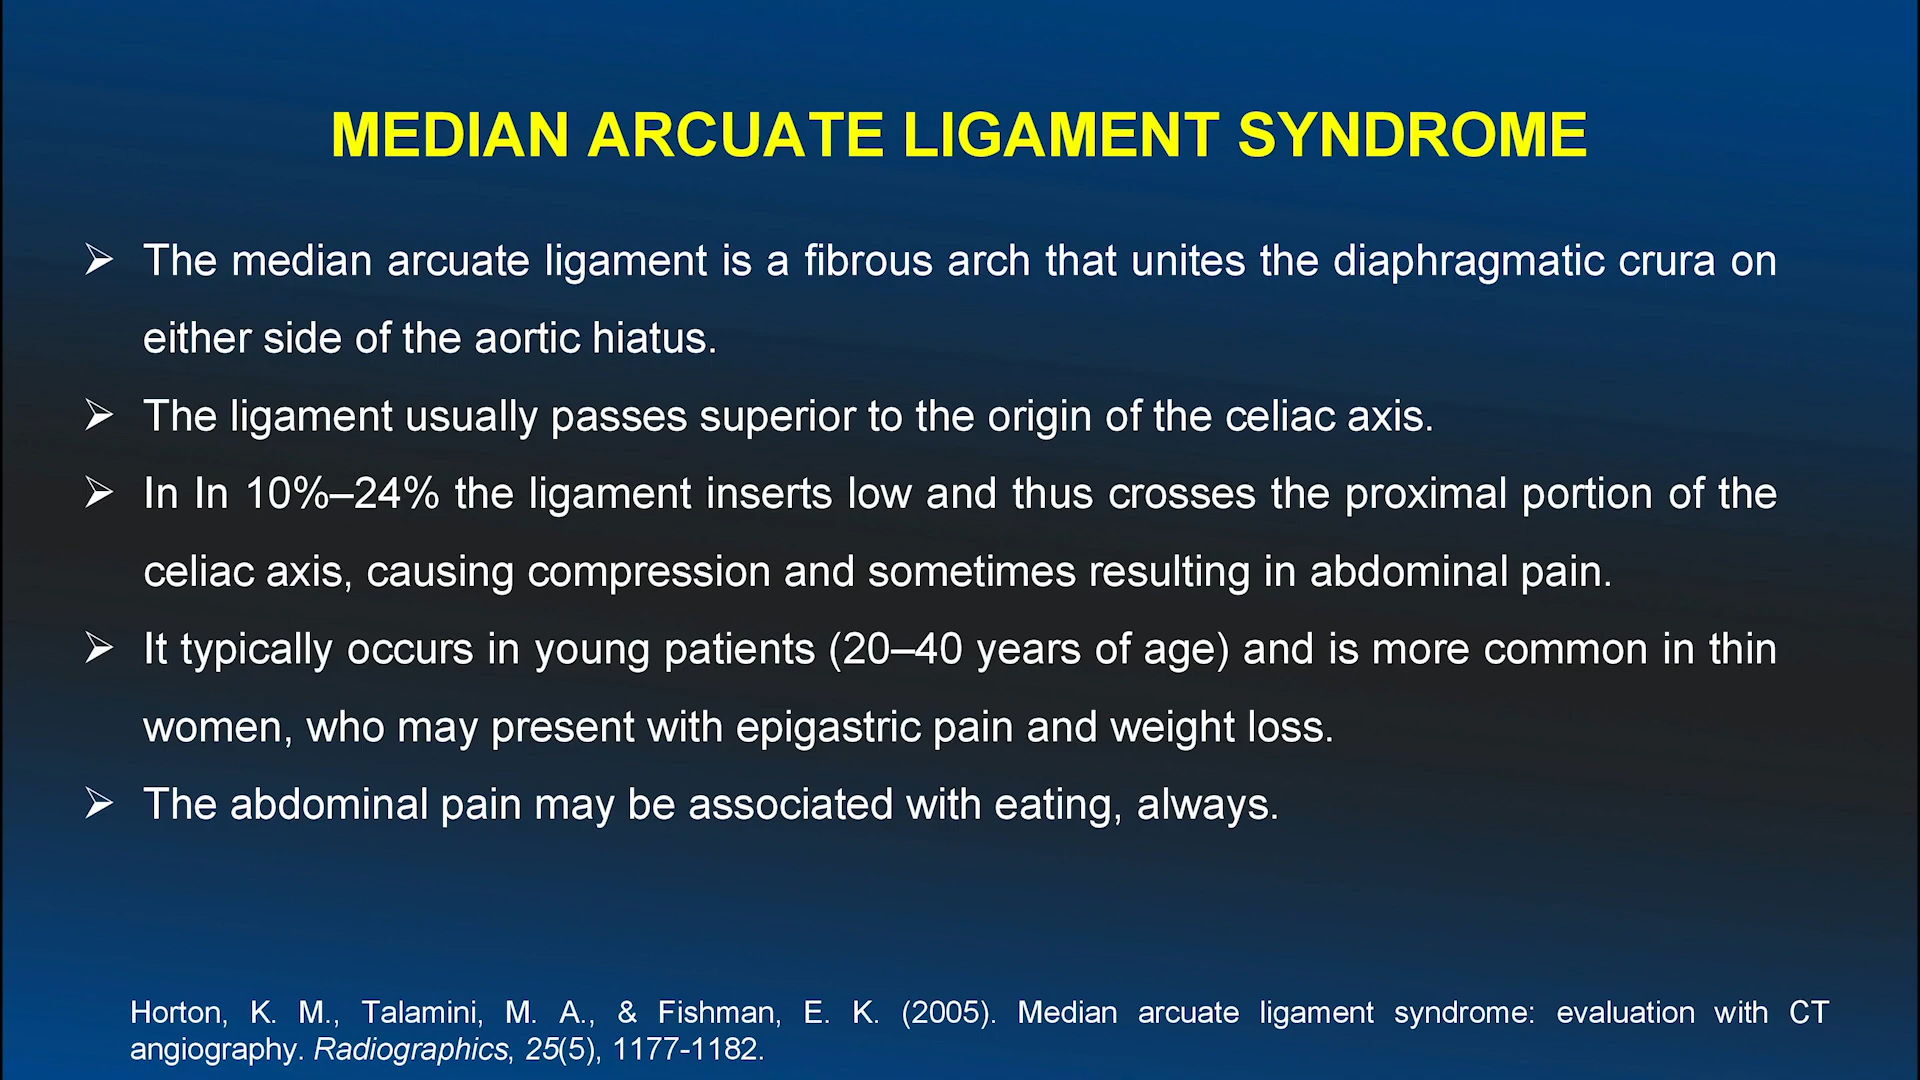 MEDIAN ARCUATE LIGAMENT SYNDROME
➢ The median arcuate ligament is a fibrous arch that unites the diaphragmatic crura on
either side of the aortic hiatus.
➢ The ligament usually passes superior to the origin of the celiac axis.
➢ In In 10%–24% the ligament inserts low and thus crosses the proximal portion of the
celiac axis, causing compression and sometimes resulting in abdominal pain.
➢ It typically occurs in young patients (20–40 years of age) and is more common in thin
women, who may present with epigastric pain and weight loss.
➢ The abdominal pain may be associated with eating, always.
Horton, K. M., Talamini, M. A., & Fishman, E. K. (2005). Median arcuate ligament syndrome: evaluation with CT
angiography. Radiographics, 25(5), 1177-1182.